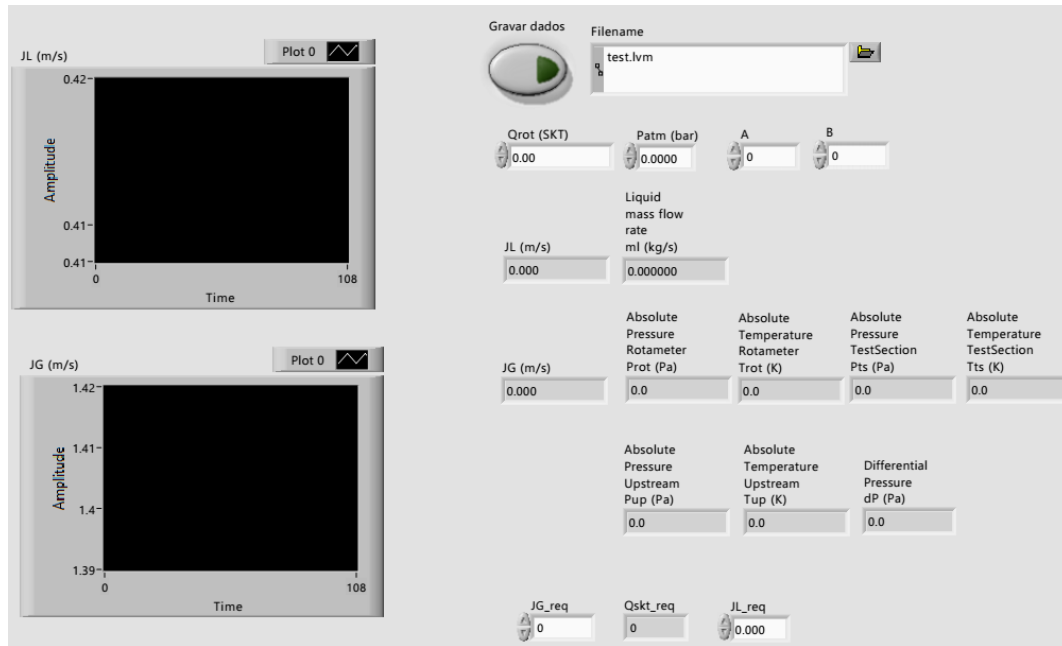 JL (m/s)
Plot 0
0.42
0.41
0.41
Amplitude
0
108
Time
JG (m/s)
Plot 0
1.42
1.41
1.4
1.39
Amplitude
0
108
Time
Gravar dados
Filename
test.lvm
Qrot (SKT)
Patm (bar)
A
B
0.00
0.0000
0
0
JL (m/s)
0.000
Liquid
mass flow
rate
ml (kg/s)
0.000000
JG (m/s)
0.000
Absolute
Pressure
Rotameter
Prot (Pa)
0.0
Absolute
Temperature
Rotameter
Trot (K)
0.0
Absolute
Pressure
TestSection
Pts (Pa)
0.0
Absolute
Temperature
TestSection
Tts (K)
0.0
Absolute
Pressure
Upstream
Pup (Pa)
0.0
Absolute
Temperature
Upstream
Tup (K)
0.0
Differential
Pressure
dP (Pa)
0.0
JG_req
0
Qskt_req
0
JL_req
0.000